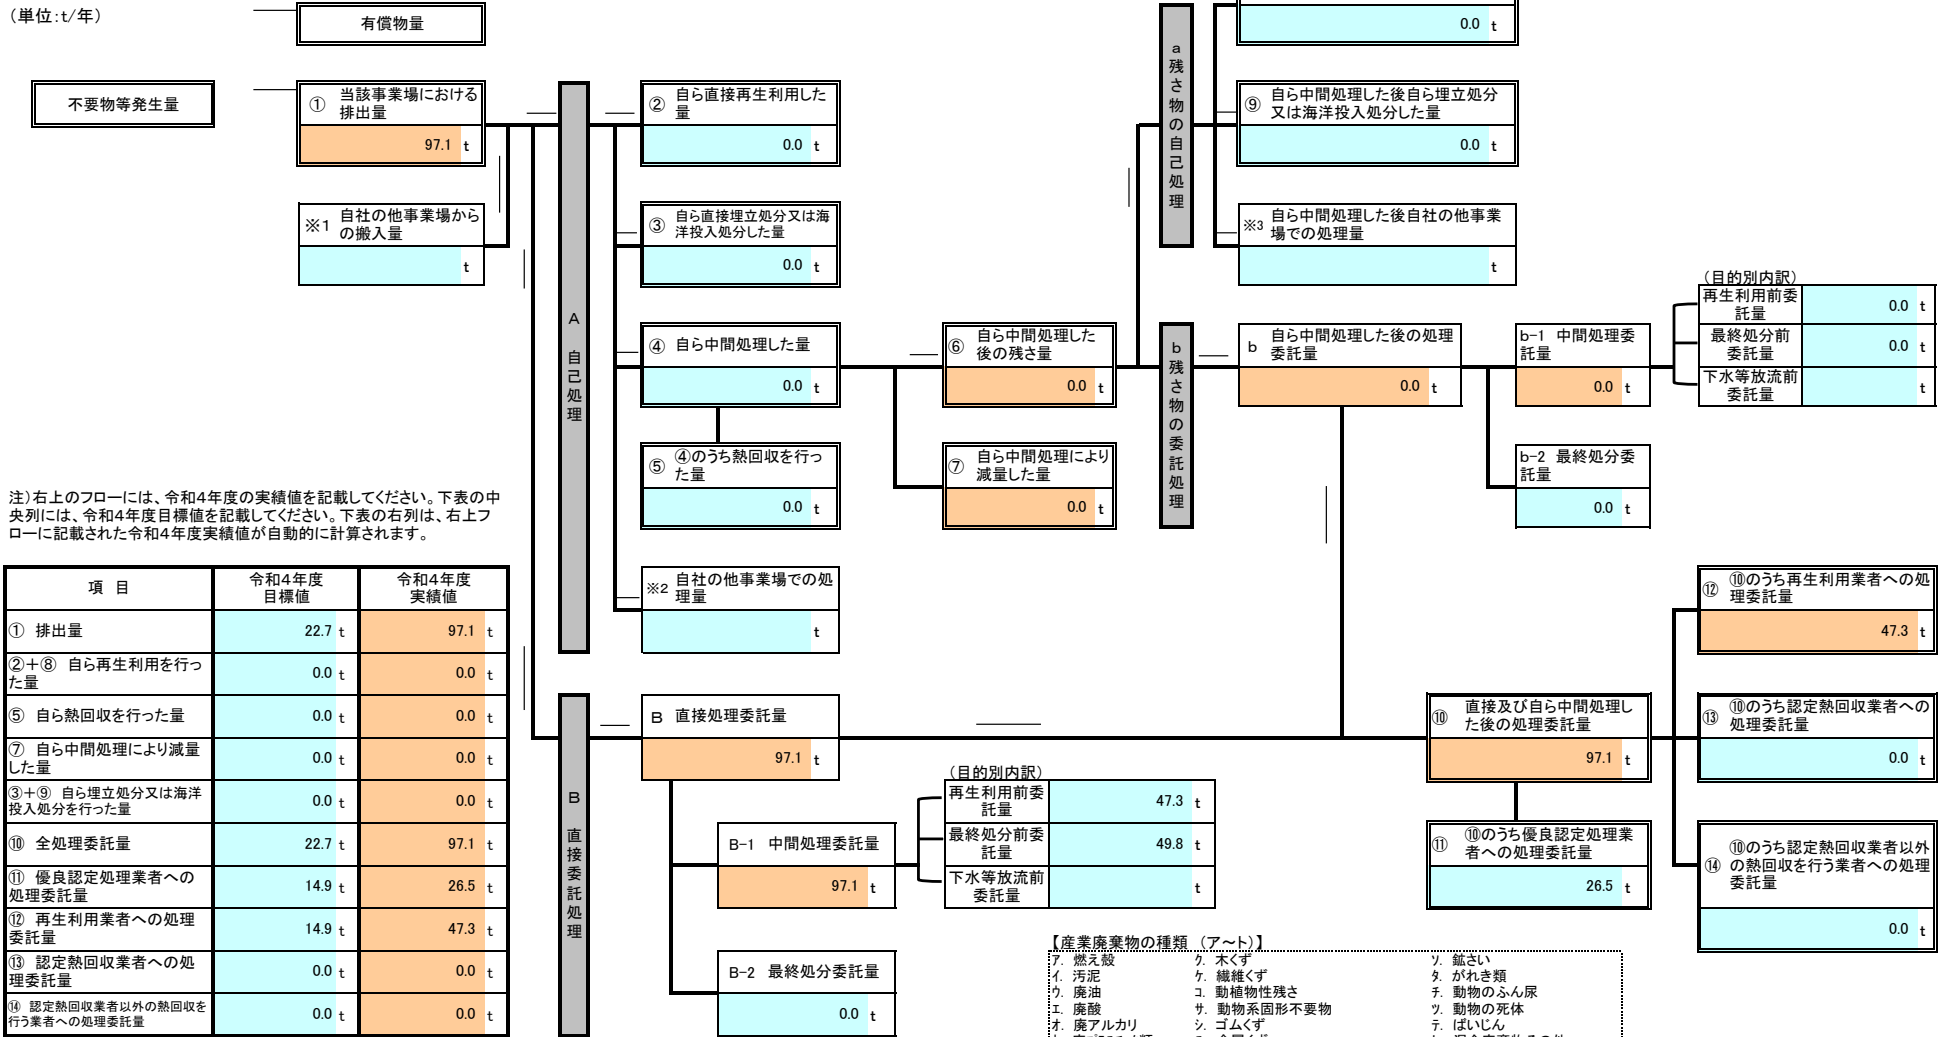 （単位：t/年）
有償物量
0.0 t
不要物等発生量
① 当該事業場における
排出量
97.1 t
※1 自社の他事業場から
の搬入量
t
A 自己処理
② 自ら直接再生利用した
量
0.0 t
③ 自ら直接埋立処分又は海
洋投入処分した量
0.0 t
④ 自ら中間処理した量
0.0 t
⑤ ④のうち熱回収を行っ
た量
0.0 t
※2 自社の他事業場での処
理量
t
⑥ 自ら中間処理した
後の残さ量
0.0 t
⑦ 自ら中間処理により
減量した量
0.0 t
a 残さ物の自己処理
⑨ 自ら中間処理した後自ら埋立処分
又は海洋投入処分した量
0.0 t
※3 自ら中間処理した後自社の他事業
場での処理量
t
b 残さ物の委託処理
b 自ら中間処理した後の処理
委託量
0.0 t
b-1 中間処理委
託量
0.0 t
b-2 最終処分委
託量
0.0 t
（目的別内訳）
再生利用前委
託量
0.0 t
最終処分前
委託量
0.0 t
下水等放流前
委託量
t
注）右上のフローには、令和4年度の実績値を記載してください。下表の中
央列には、令和4年度目標値を記載してください。下表の右列は、右上フ
ローに記載された令和4年度実績値が自動的に計算されます。
項 目 令和4年度
目標値 令和4年度
実績値
① 排出量 22.7 t 97.1 t
②＋⑧ 自ら再生利用を行っ
た量 0.0 t 0.0 t
⑤ 自ら熱回収を行った量 0.0 t 0.0 t
⑦ 自ら中間処理により減量
した量 0.0 t 0.0 t
③＋⑨ 自ら埋立処分又は海洋
投入処分を行った量 0.0 t 0.0 t
⑩ 全処理委託量 22.7 t 97.1 t
⑪ 優良認定処理業者への
処理委託量 14.9 t 26.5 t
⑫ 再生利用業者への処理
委託量 14.9 t 47.3 t
⑬ 認定熱回収業者への処
理委託量 0.0 t 0.0 t
⑭ 認定熱回収業者以外の熱回収を
行う業者への処理委託量 0.0 t 0.0 t
B 直接委託処理
B 直接処理委託量
97.1 t
B-1 中間処理委託量
97.1 t
B-2 最終処分委託量
0.0 t
（目的別内訳）
再生利用前委
託量
47.3 t
最終処分前委
託量
49.8 t
下水等放流前
委託量
t
⑩ 直接及び自ら中間処理し
た後の処理委託量
97.1 t
⑪ ⑩のうち優良認定処理業
者への処理委託量
26.5 t
⑫ ⑩のうち再生利用業者への処
理委託量
47.3 t
⑬ ⑩のうち認定熱回収業者への
処理委託量
0.0 t
⑭ ⑩のうち認定熱回収業者以外
の熱回収を行う業者への処理
委託量
0.0 t
【産業廃棄物の種類 （ア～ト）】
ア. 燃え殻 ク. 木くず ソ. 鉱さい
イ. 汚泥 ケ. 繊維くず タ. がれき類
ウ. 廃油 コ. 動植物性残さ チ. 動物のふん尿
エ. 廃酸 サ. 動物系固形不要物 ツ. 動物の死体
オ. 廃アルカリ シ. ゴムくず テ. ばいじん